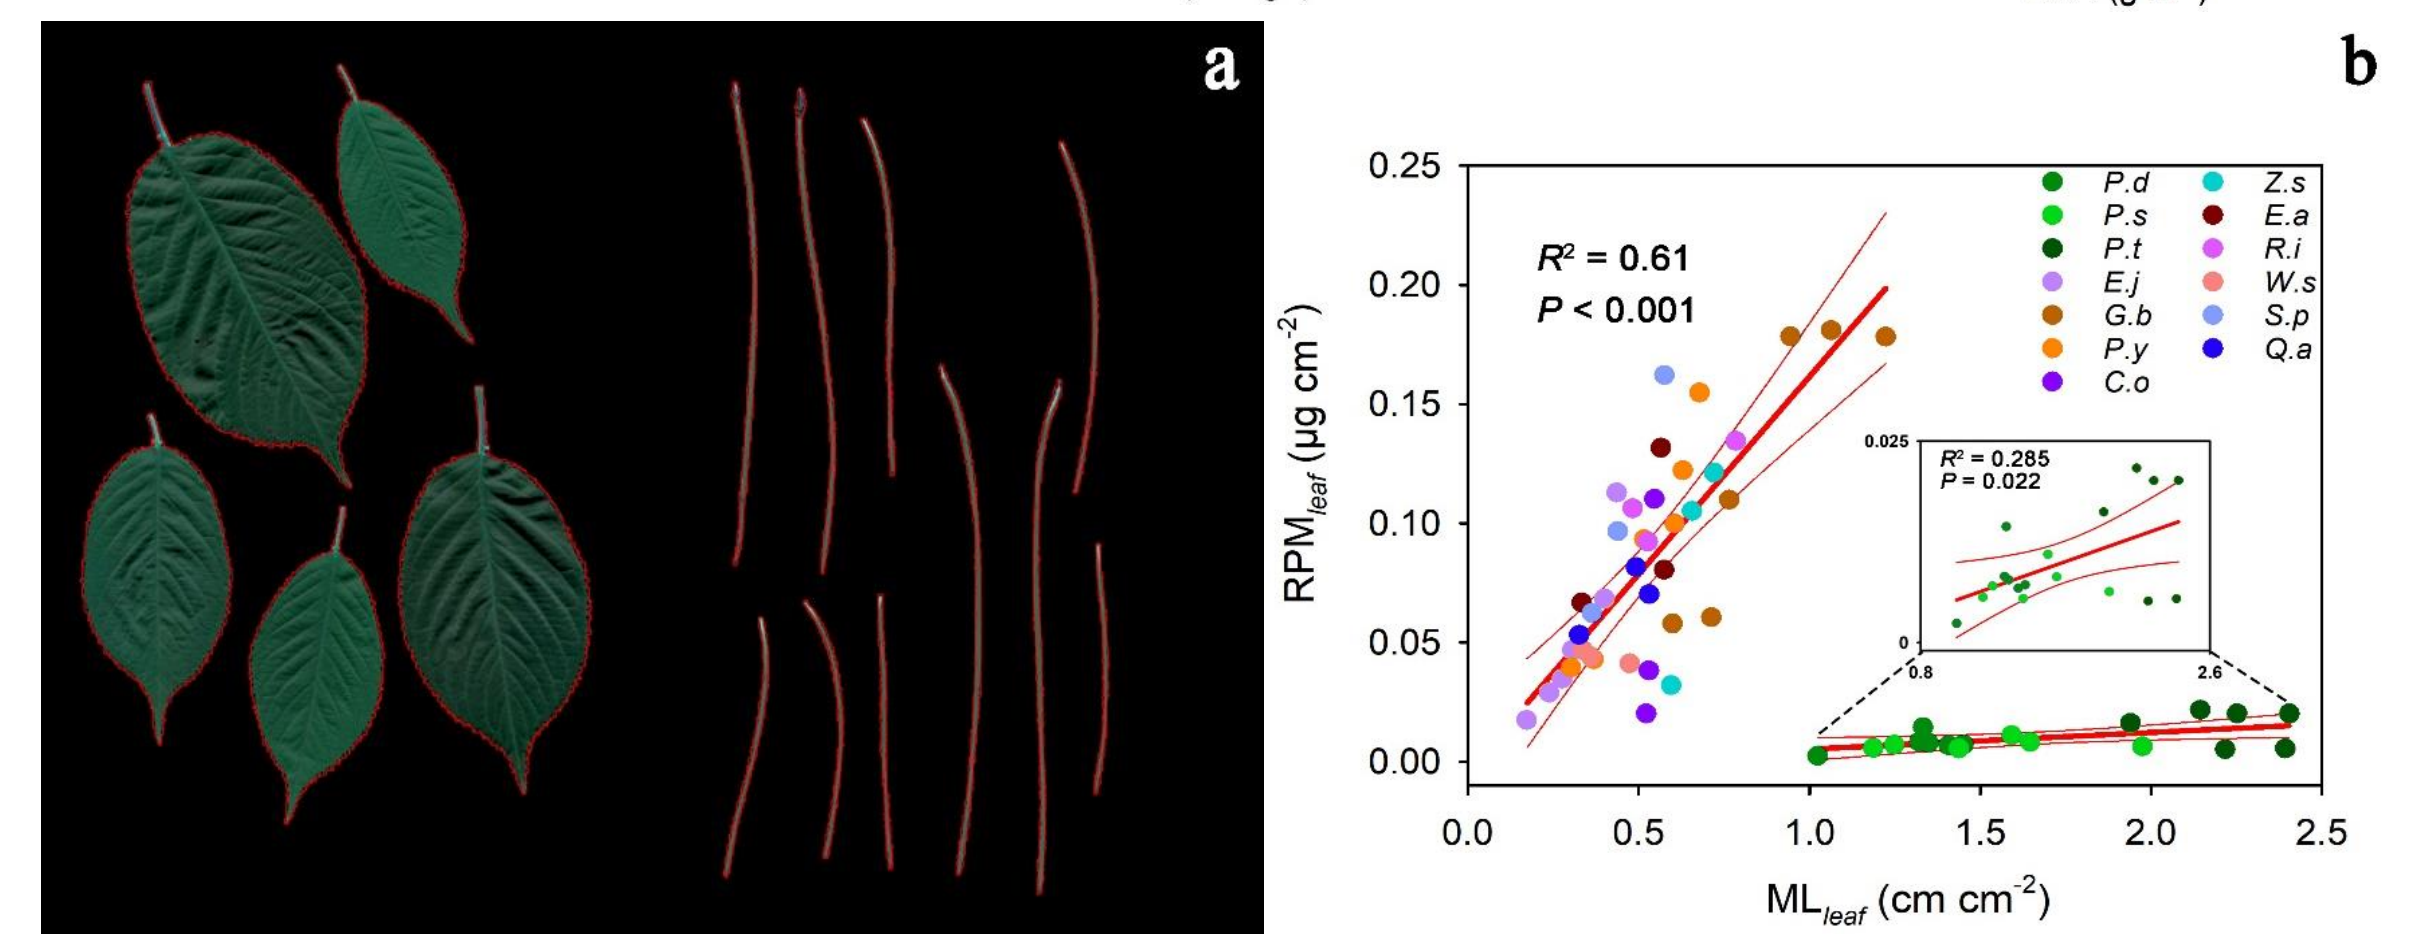 a
b
0.25
0.20
0.15
0.10
0.05
0.00
RPMleaf (µg cm-2)
R2 = 0.61
P < 0.001
P.d
P.s
P.t
E.j
G.b
P.y
C.o
Z.s
E.a
R.i
W.s
S.p
Q.a
0.025
R2 = 0.285
P = 0.022
0
0.8
2.6
0.0 0.5 1.0 1.5 2.0 2.5
MLleaf (cm cm-2)